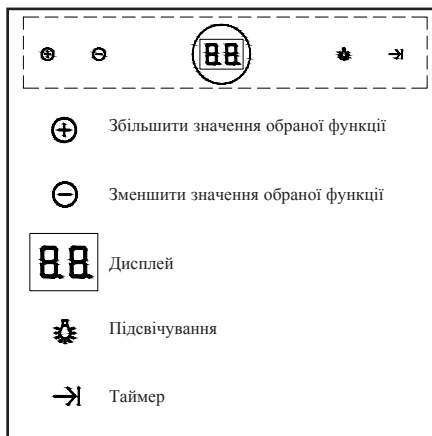 88
Збільшити значення обраної функції
Зменшити значення обраної функції
88 Дисплей
Підсвічування
Таймер